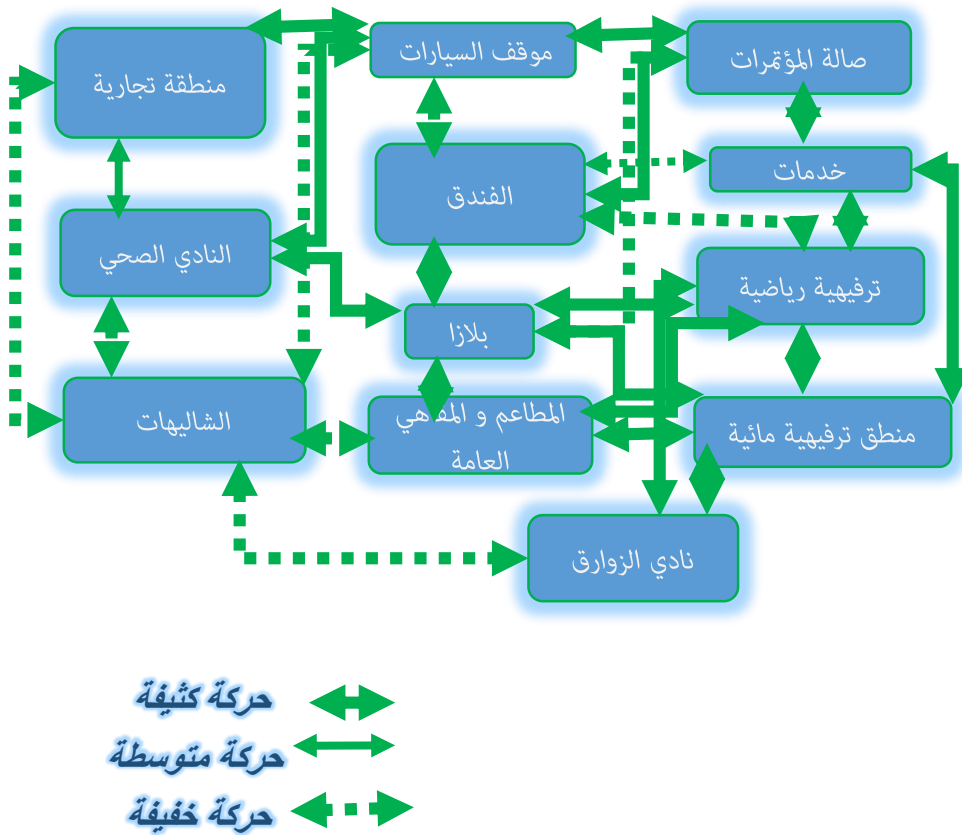 منطقة تجارية
موقف السيارات
صالة المؤتمرات
الفندق
خدمات
النادي الصحي
ترفيهية رياضية
بلازا
الشاليهات
المطاعم و المقاهي
العامة
منطق ترفيهية مائية
نادي الزوارق
حركة كثيفة
حركة متوسطة
حركة خفيفة